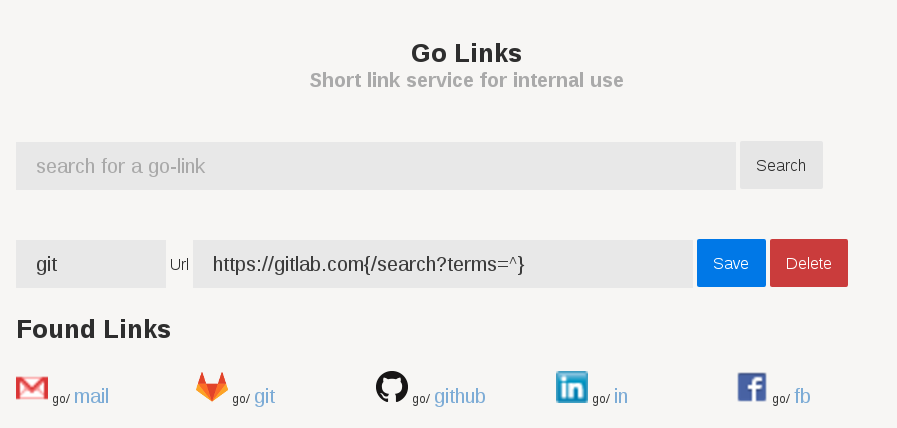 Go Links
Short link service for internal use
search for a go-link Search
git Url https://gitlab.com{/search?terms=^} Save Delete
Found Links
go/ mail go/ git go/ github in go/ in go/ fb